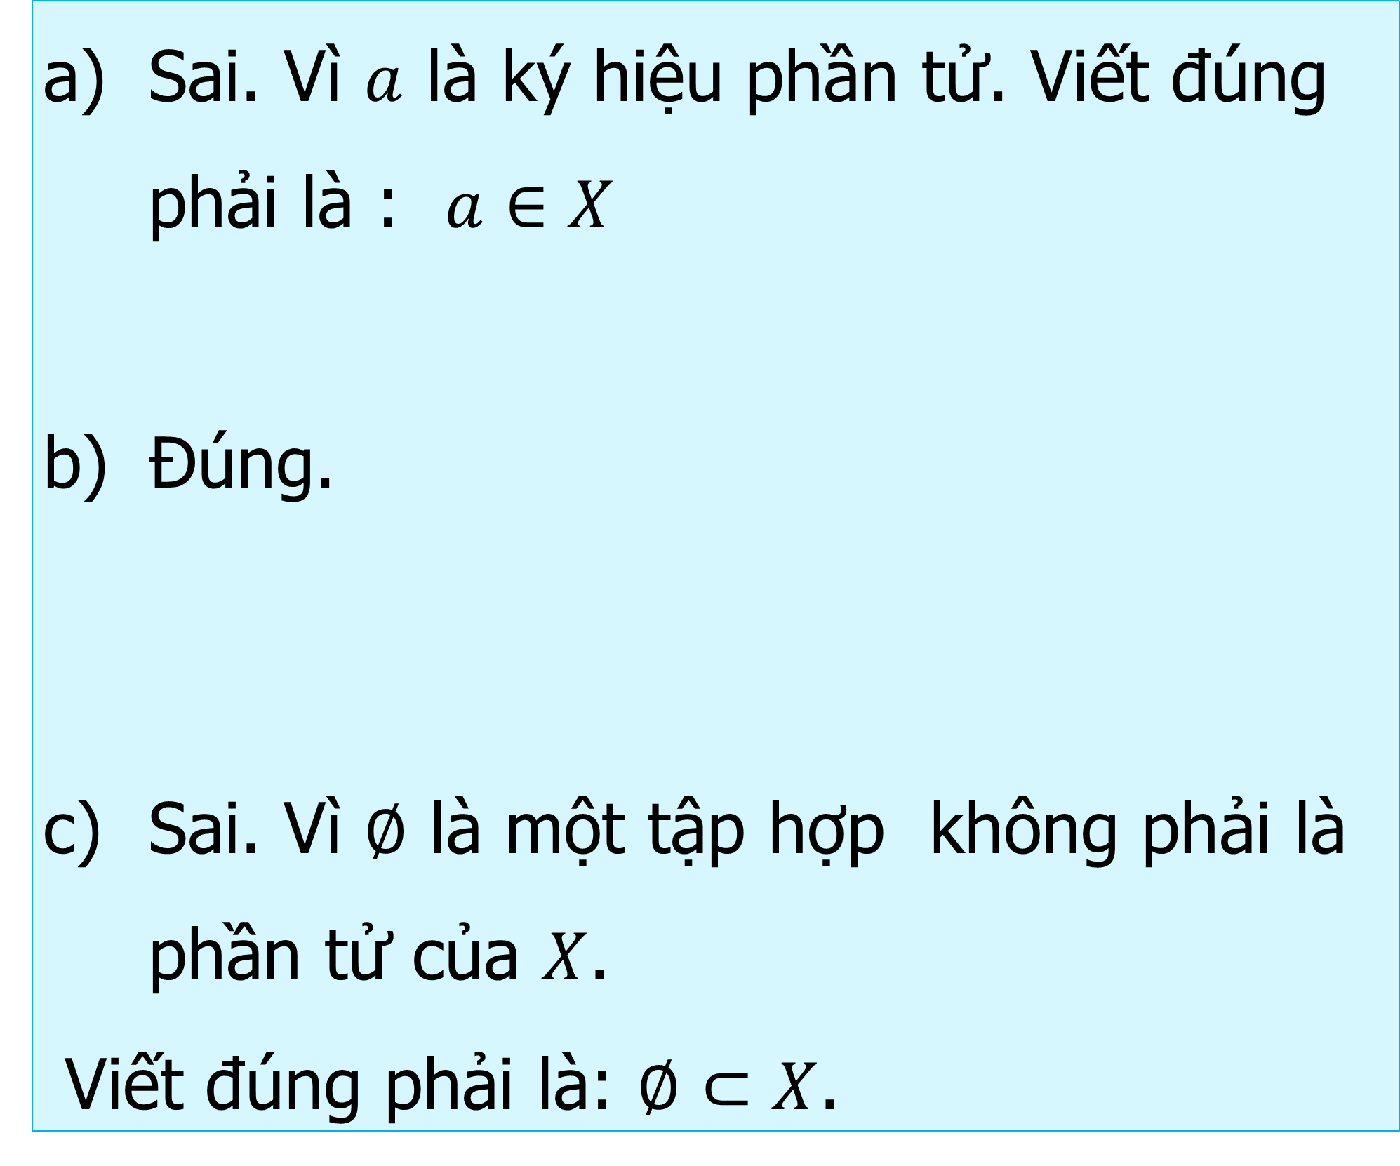 a) Sai. Vì a là ký hiệu phần tử. Viết đúng
phải là : a ∈ X
b) Đúng.
c) Sai. Vì ∅ là một tập hợp không phải là
phần tử của X.
Viết đúng phải là: ∅ ⊂ X.